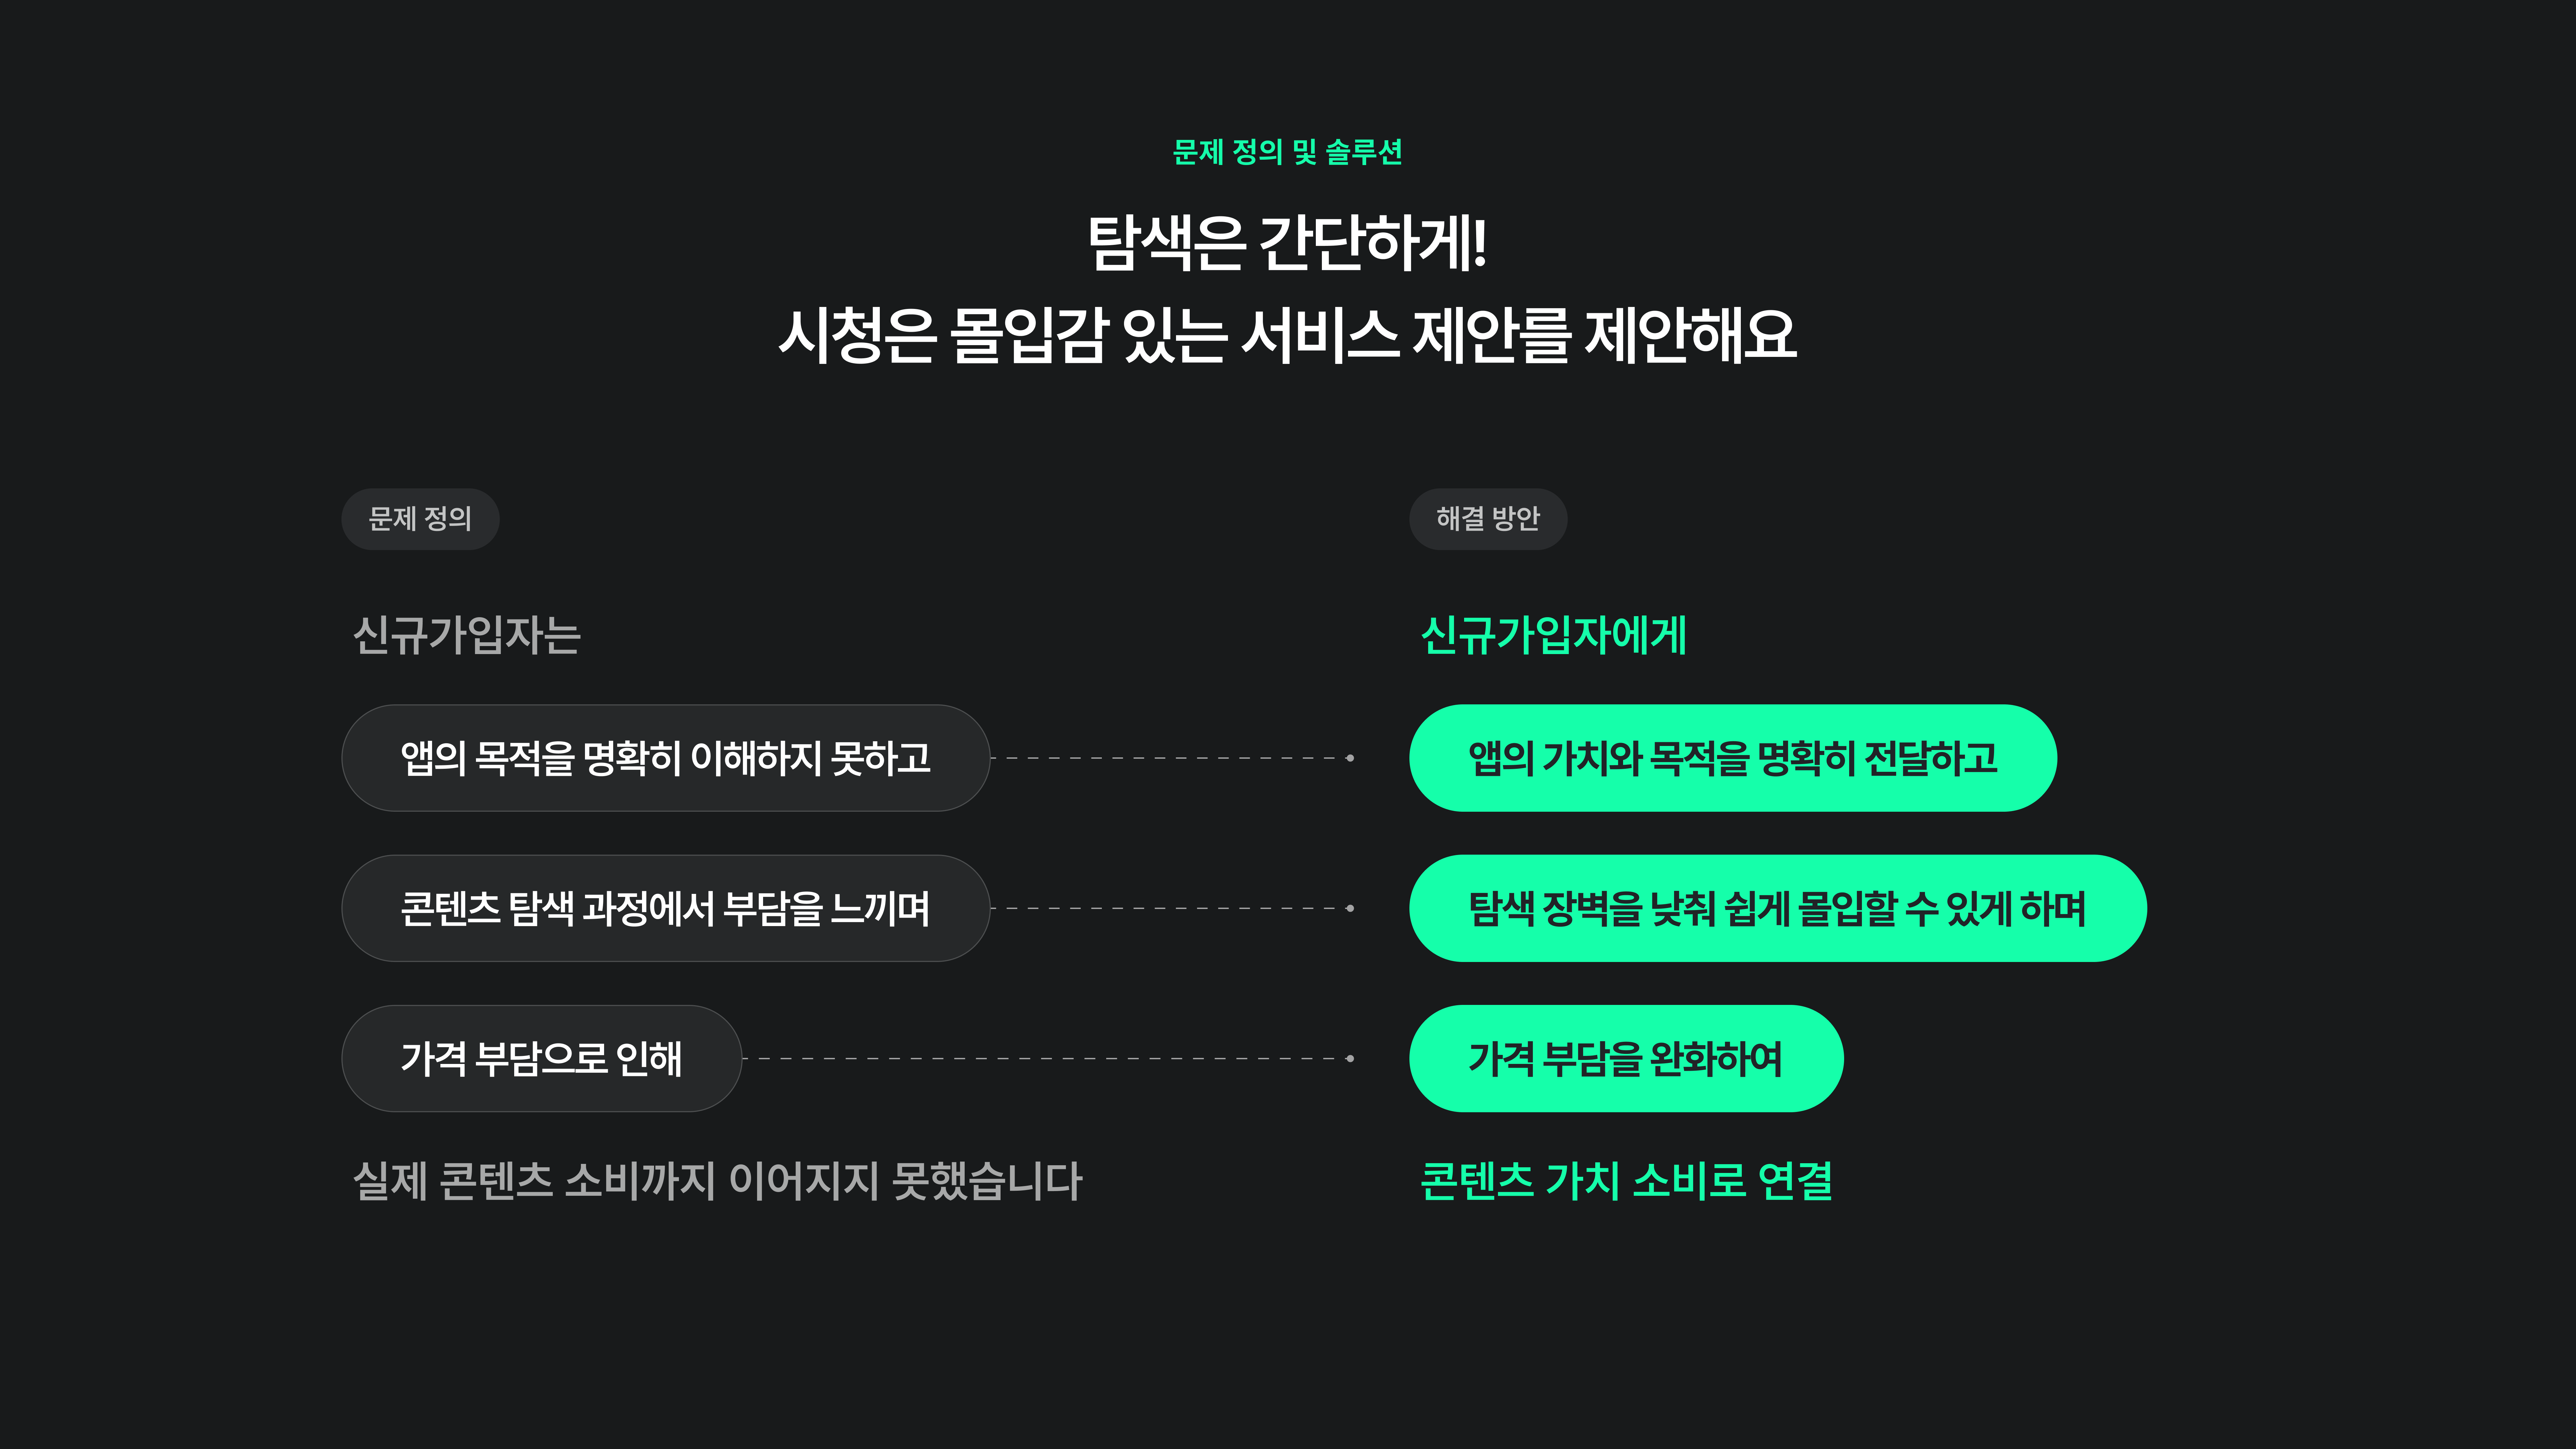 문제 정의 및 솔루션
탐색은 간단하게!
시청은 몰입감 있는 서비스 제안를 제안해요
문제 정의
신규가입자는
앱의 목적을 명확히 이해하지 못하고
콘텐츠 탐색 과정에서 부담을 느끼며
가격 부담으로 인해
실제 콘텐츠 소비까지 이어지지 못했습니다
해결 방안
신규가입자에게
앱의 가치와 목적을 명확히 전달하고
탐색 장벽을 낮춰 쉽게 몰입할 수 있게 하며
가격 부담을 완화하여
콘텐츠 가치 소비로 연결